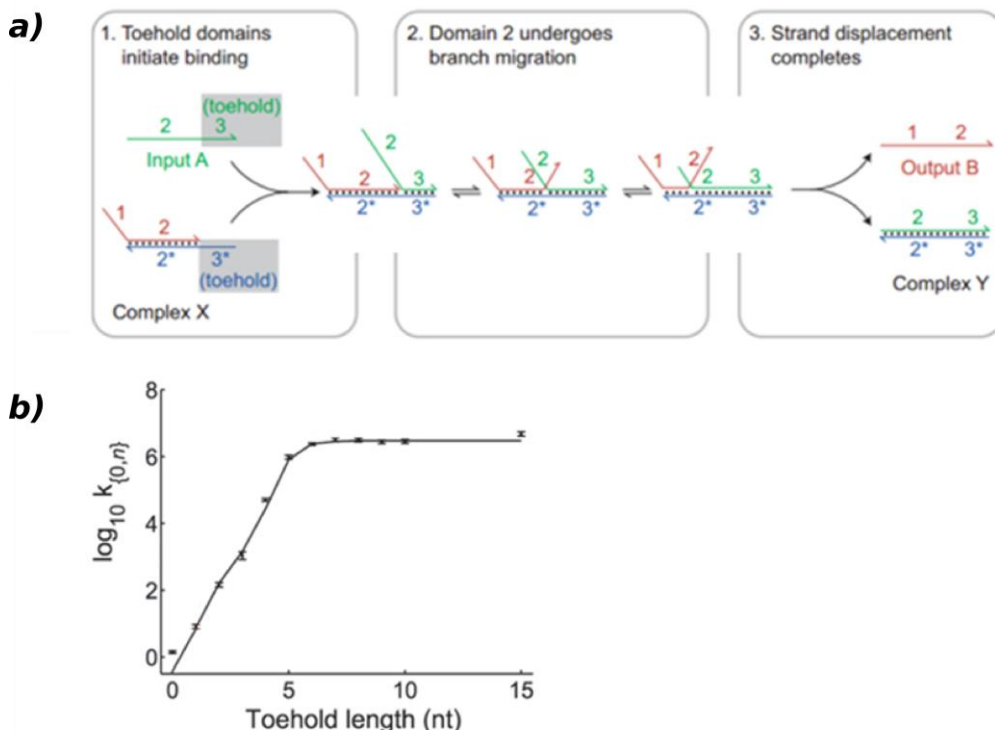 a)
1. Toehold domains
initiate binding
2. Domain 2 undergoes
branch migration
3. Strand displacement
completes
(toehold)
2 3
Input A
1
2
2* 3*
(toehold)
Complex X
1 2 2 3
2* 3*
1 2 2 3
2* 3*
1 2 2 3
2* 3*
1 2
Output B
2 3
2* 3*
Complex Y
b)
log10 k{0,n}
8
6
4
2
0
0 5 10 15
Toehold length (nt)